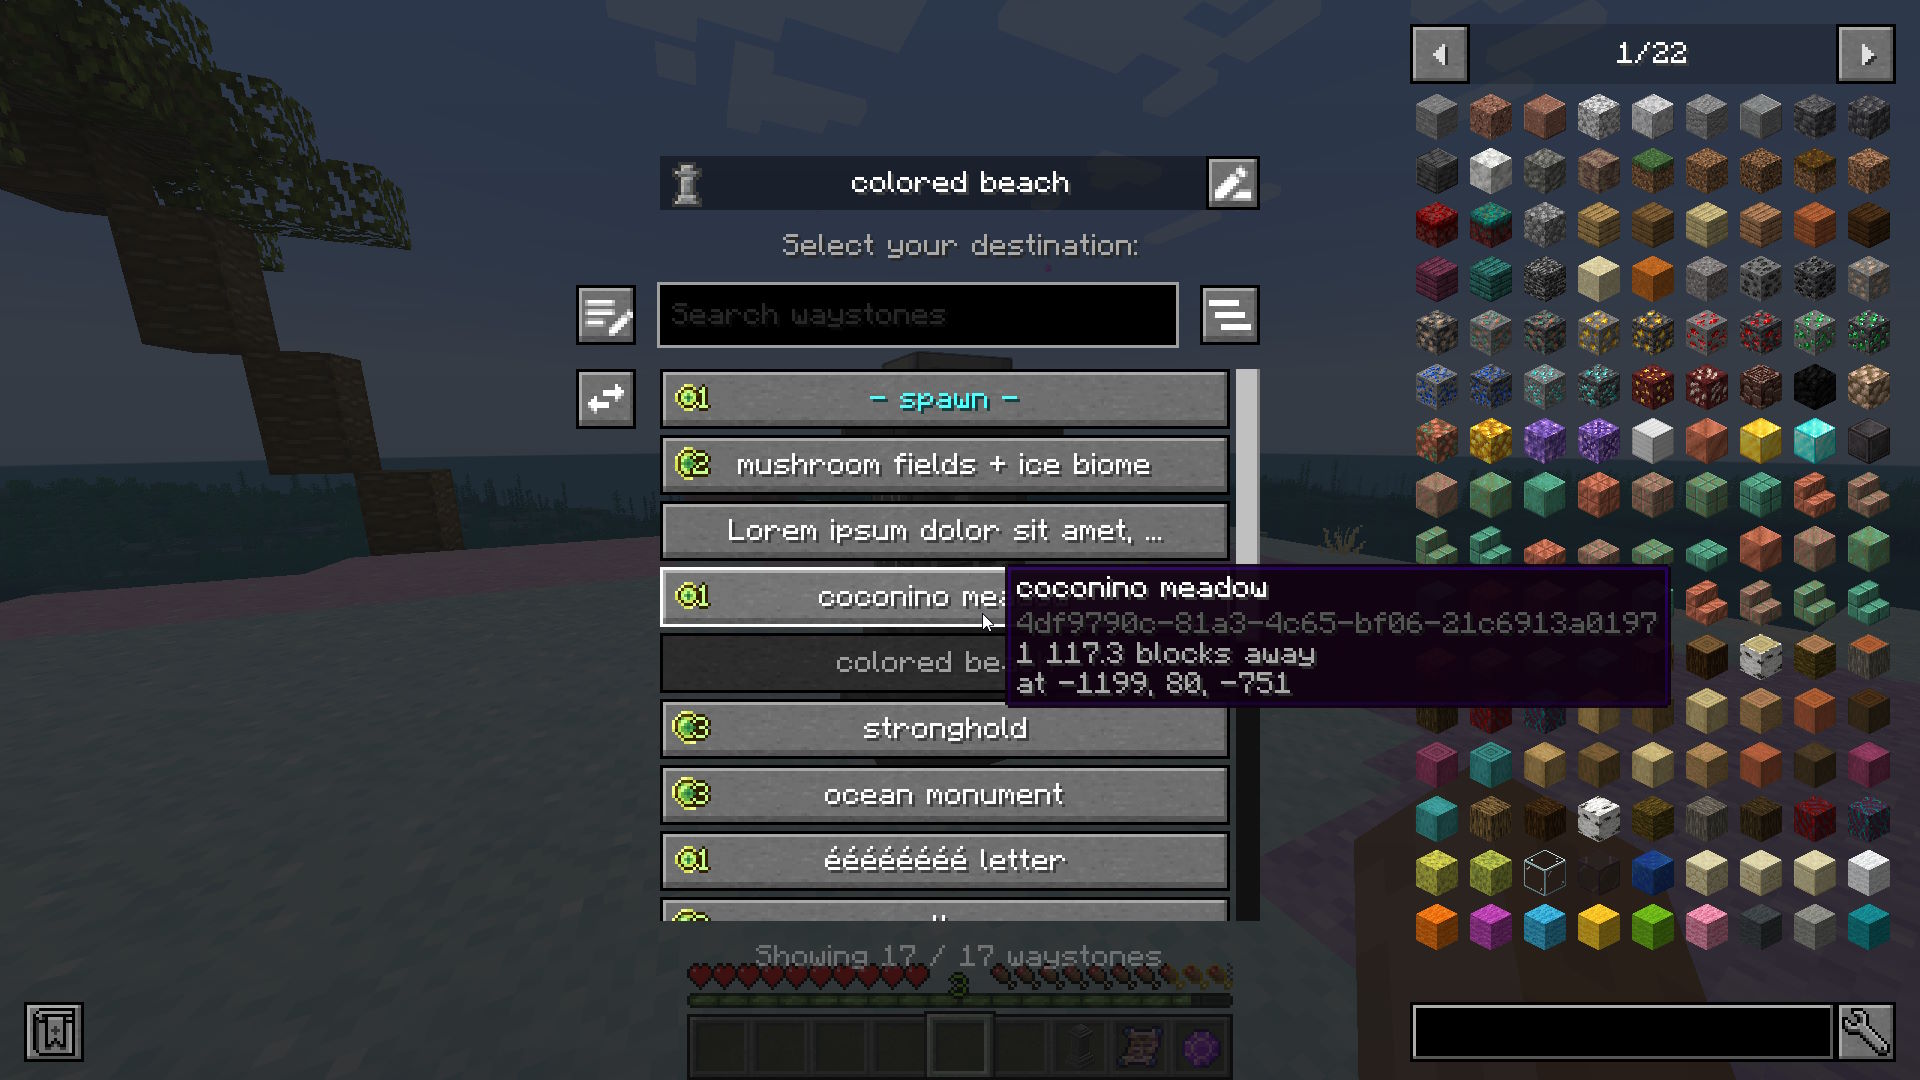 1/22
colored beach
Select your destination:
Search waystones
1 - spawn -
2 mushroom fields + ice biome
Lorem ipsum dolor sit amet, ...
1 coconino mea
coconino meadow
4df9790c-81a3-4c65-bf06-21c6913a0197
1 117.3 blocks away
at -1199, 80, -751
colored be
3 stronghold
3 ocean monument
1 éééééééé letter
Showing 17 / 17 waystones
3